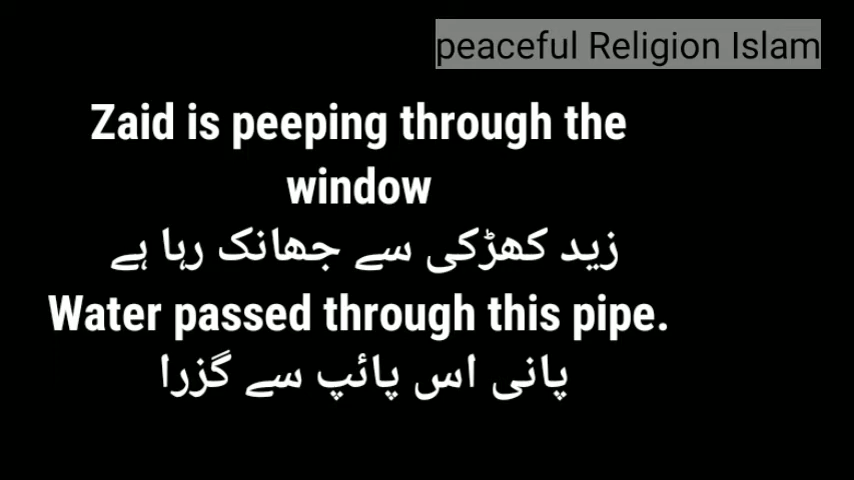 peaceful Religion Islam
Zaid is peeping through the
window
زید کھڑکی سے جھانک رہا ہے
Water passed through this pipe.
پانی اس پائپ سے گزرا